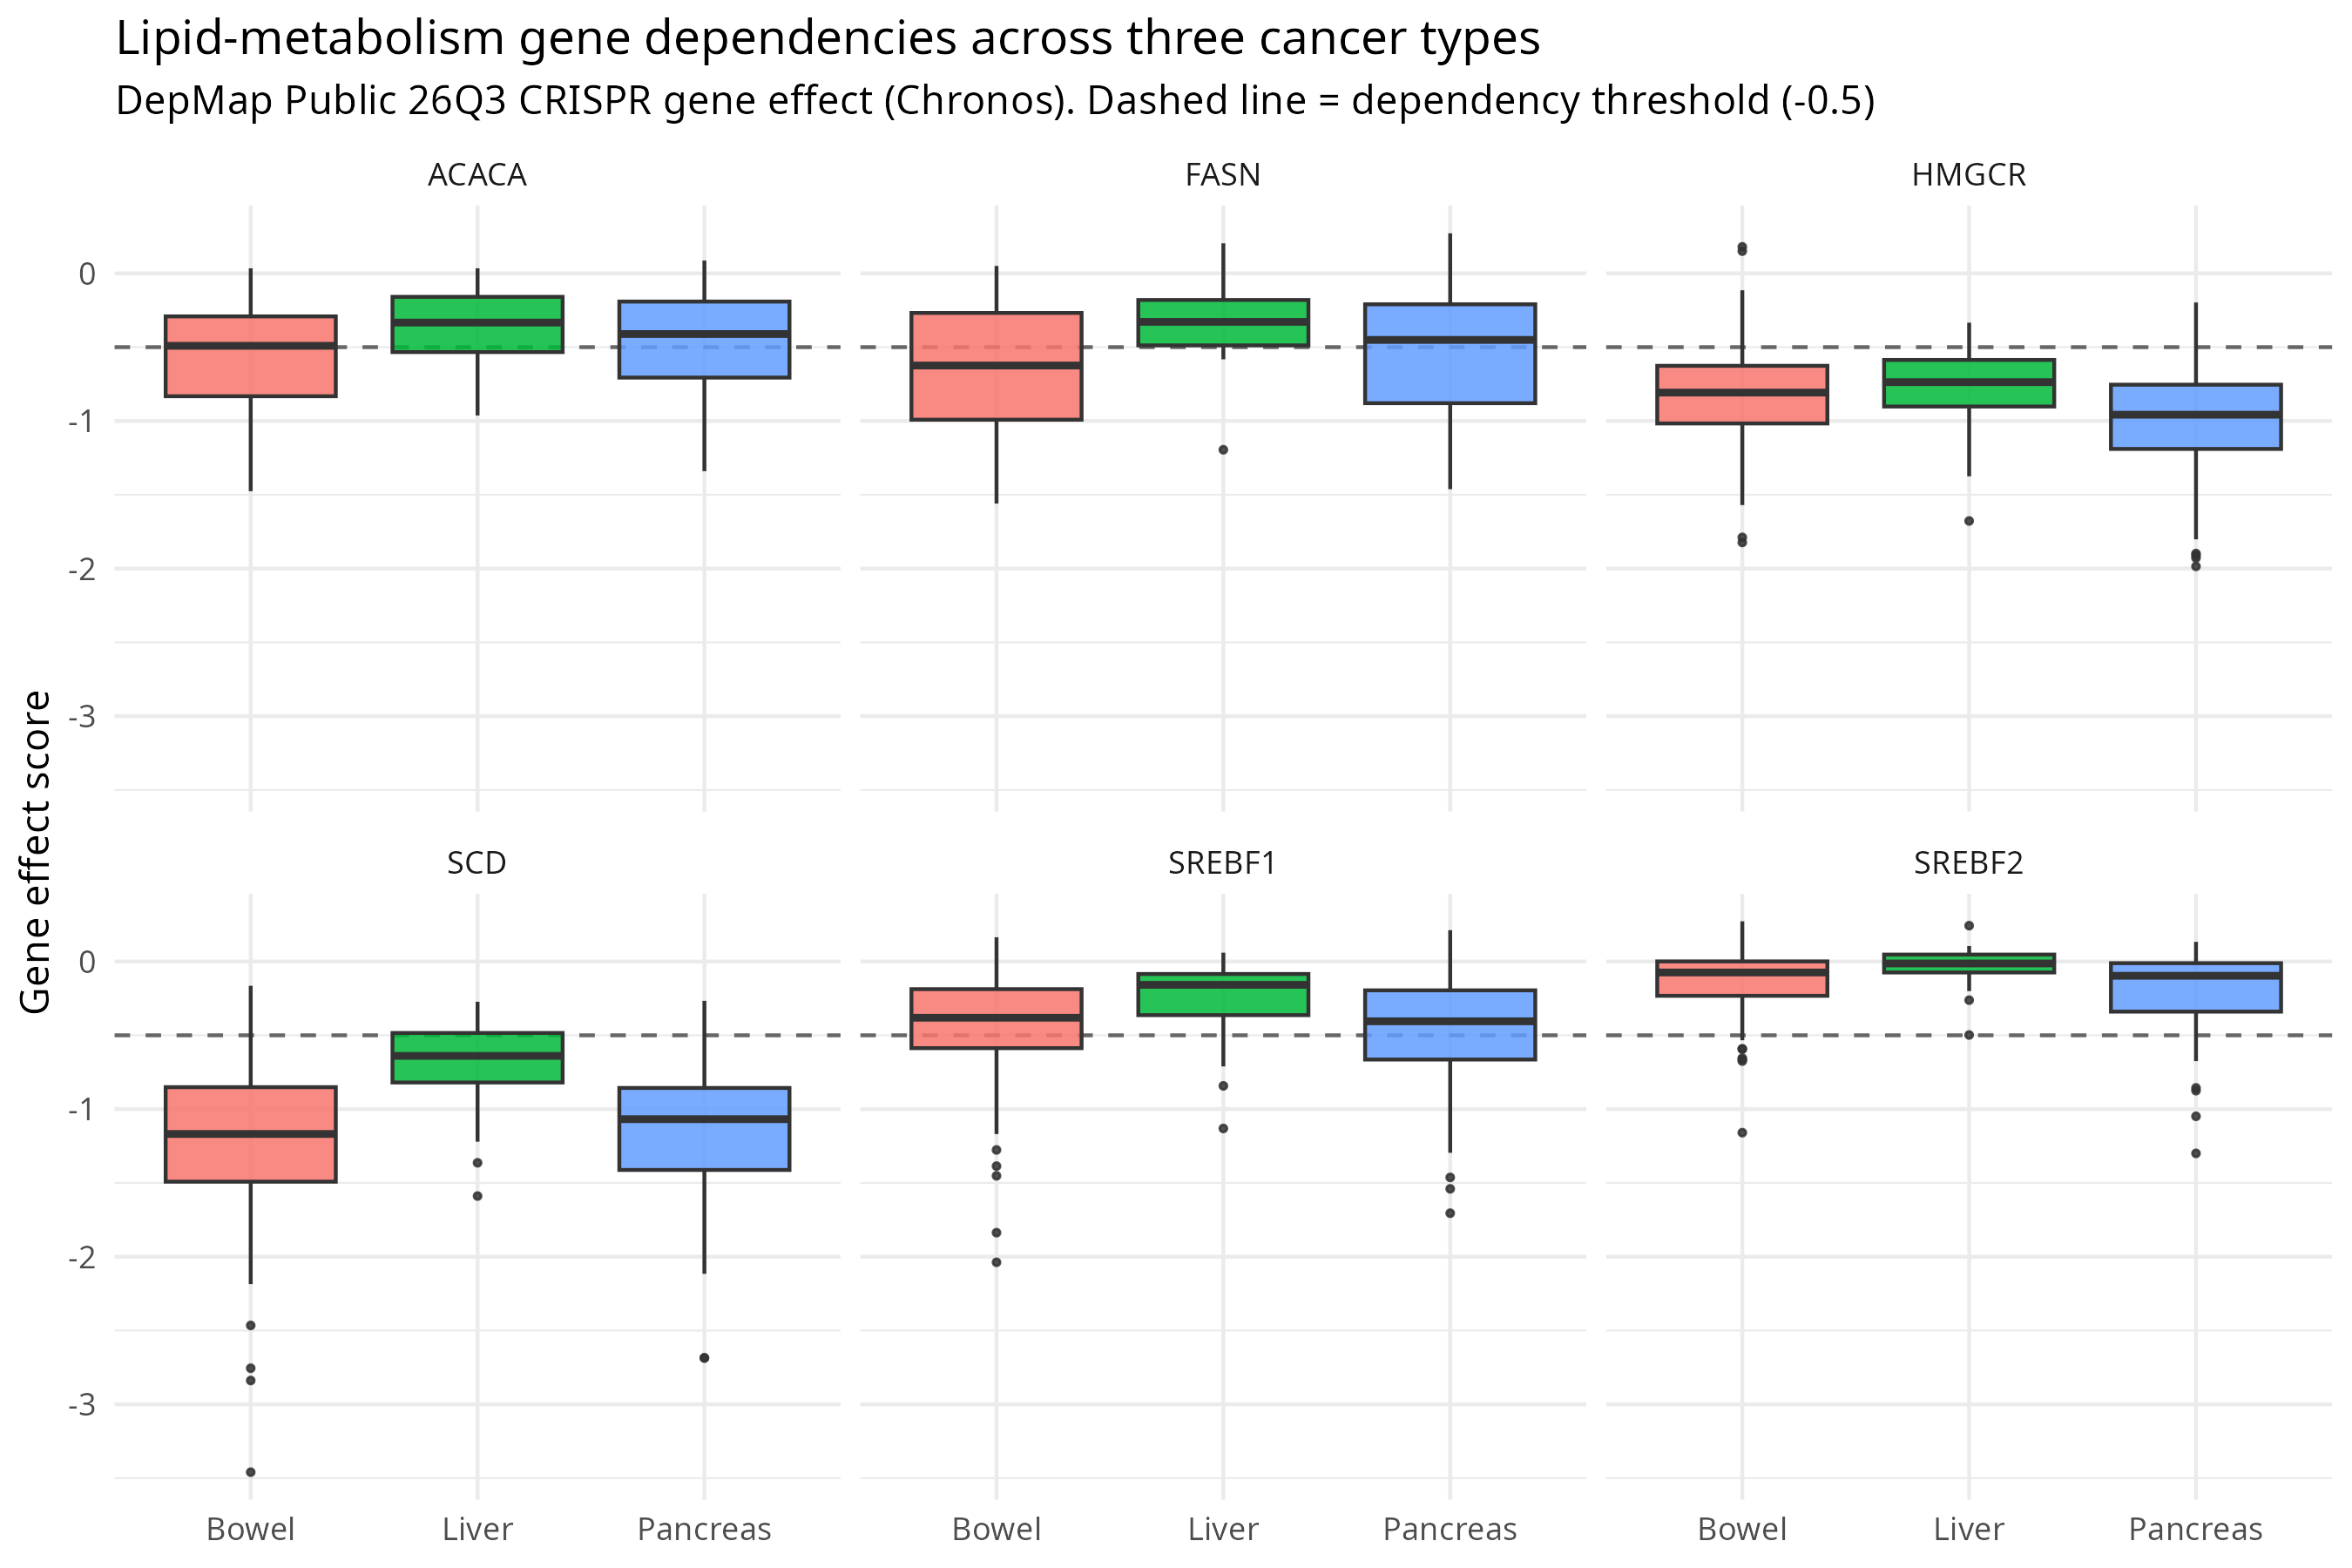 Lipid-metabolism gene dependencies across three cancer types
DepMap Public 26Q3 CRISPR gene effect (Chronos). Dashed line = dependency threshold (-0.5)
ACACA
FASN
HMGCR
0
-1
-2
-3
Gene effect score
SCD
SREBF1
SREBF2
0
-1
-2
-3
Bowel
Liver
Pancreas
Bowel
Liver
Pancreas
Bowel
Liver
Pancreas